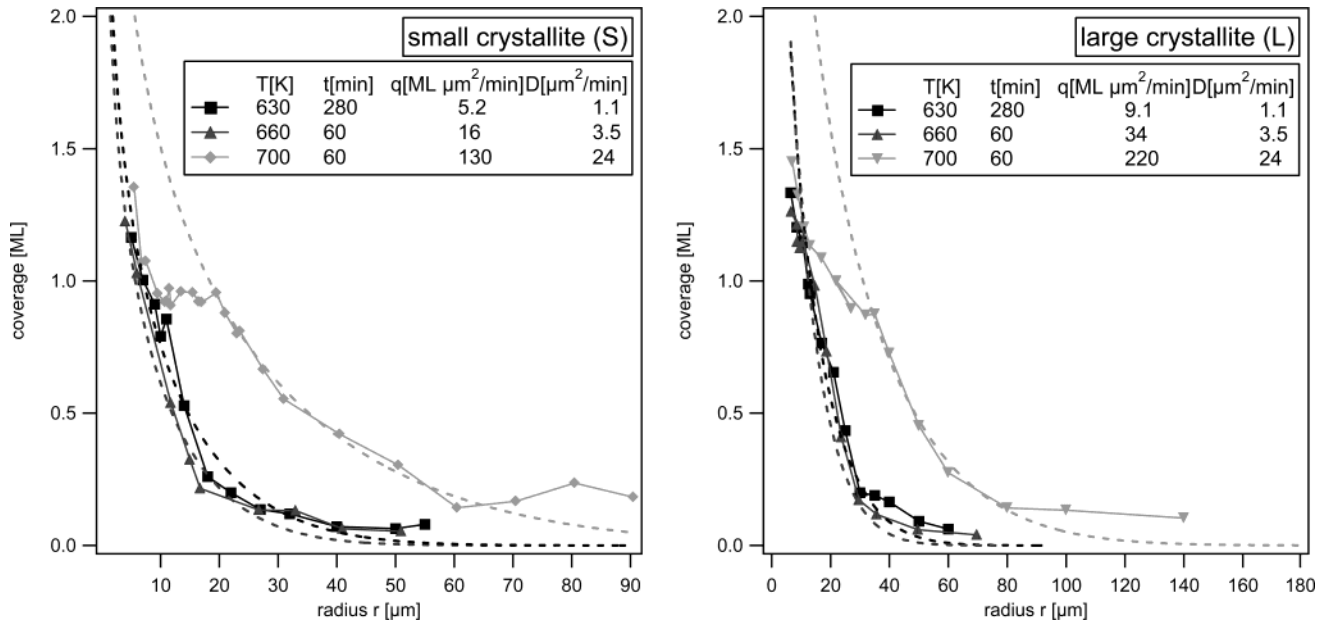 small crystallite (S)
T[K] t[min] q[ML µm²/min] D[µm²/min]
630 280 5.2 1.1
660 60 16 3.5
700 60 130 24
coverage [ML]
2.0
1.5
1.0
0.5
0.0
10 20 30 40 50 60 70 80 90
radius r [µm]
large crystallite (L)
T[K] t[min] q[ML µm²/min] D[µm²/min]
630 280 9.1 1.1
660 60 34 3.5
700 60 220 24
coverage [ML]
2.0
1.5
1.0
0.5
0.0
0 20 40 60 80 100 120 140 160 180
radius r [µm]